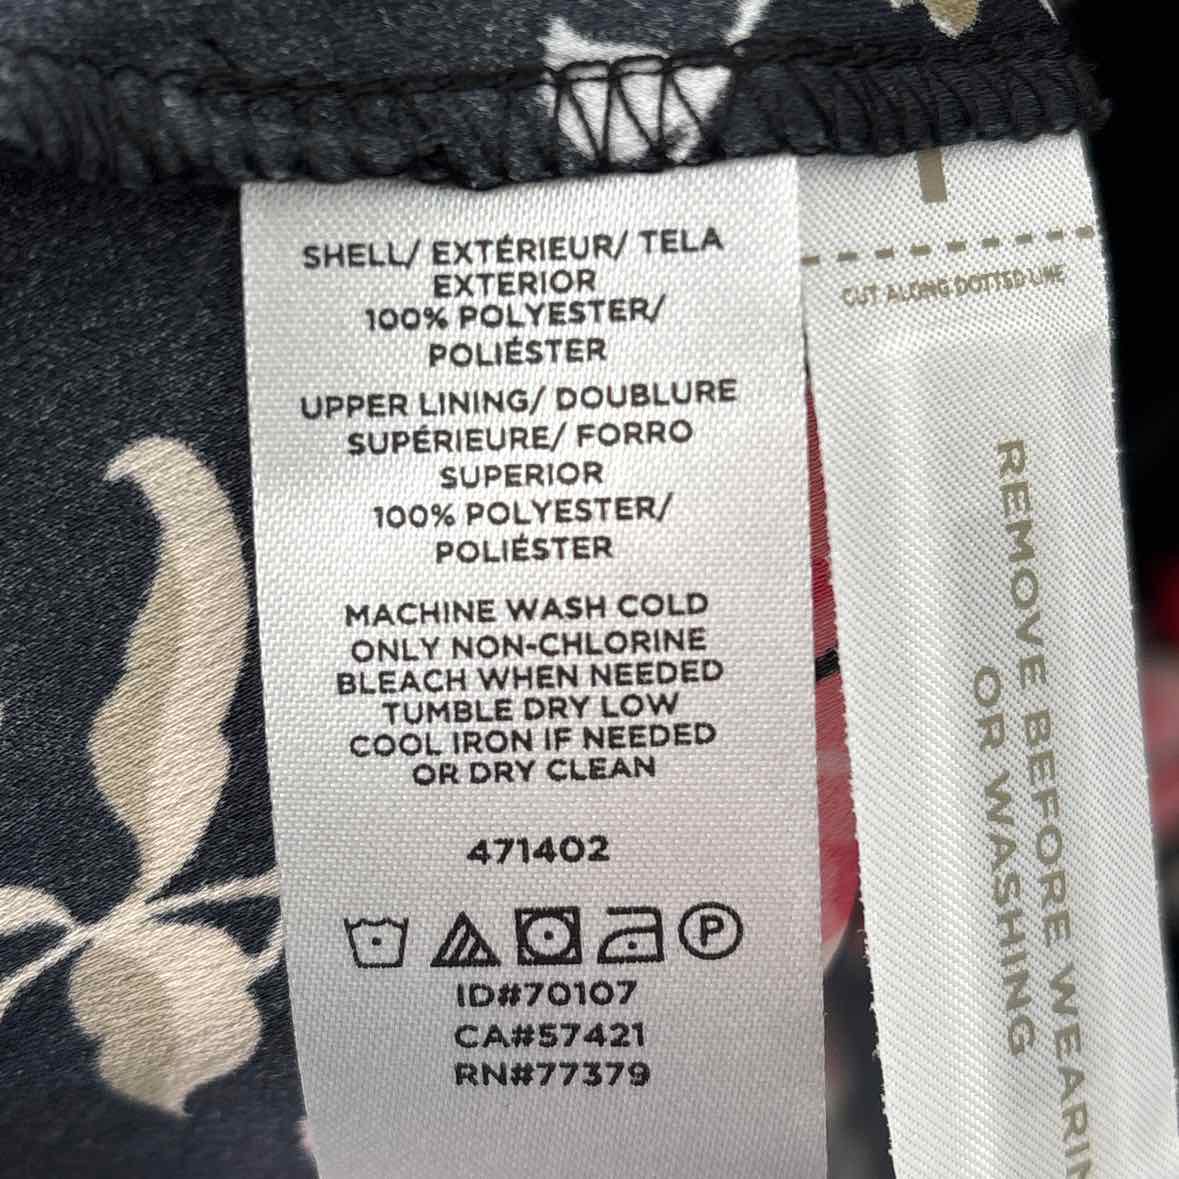 SHELL/ EXTÉRIEUR/ TELA
EXTERIOR
100% POLYESTER/
POLIÉSTER
UPPER LINING/ DOUBLURE
SUPÉRIEURE/ FORRO
SUPERIOR
100% POLYESTER/
POLIÉSTER
MACHINE WASH COLD
ONLY NON-CHLORINE
BLEACH WHEN NEEDED
TUMBLE DRY LOW
COOL IRON IF NEEDED
OR DRY CLEAN
471402
P
ID#70107
CA#57421
RN#77379
CUT ALONG DOTTED LINE
REMOVE BEFORE WEARIN
OR WASHING